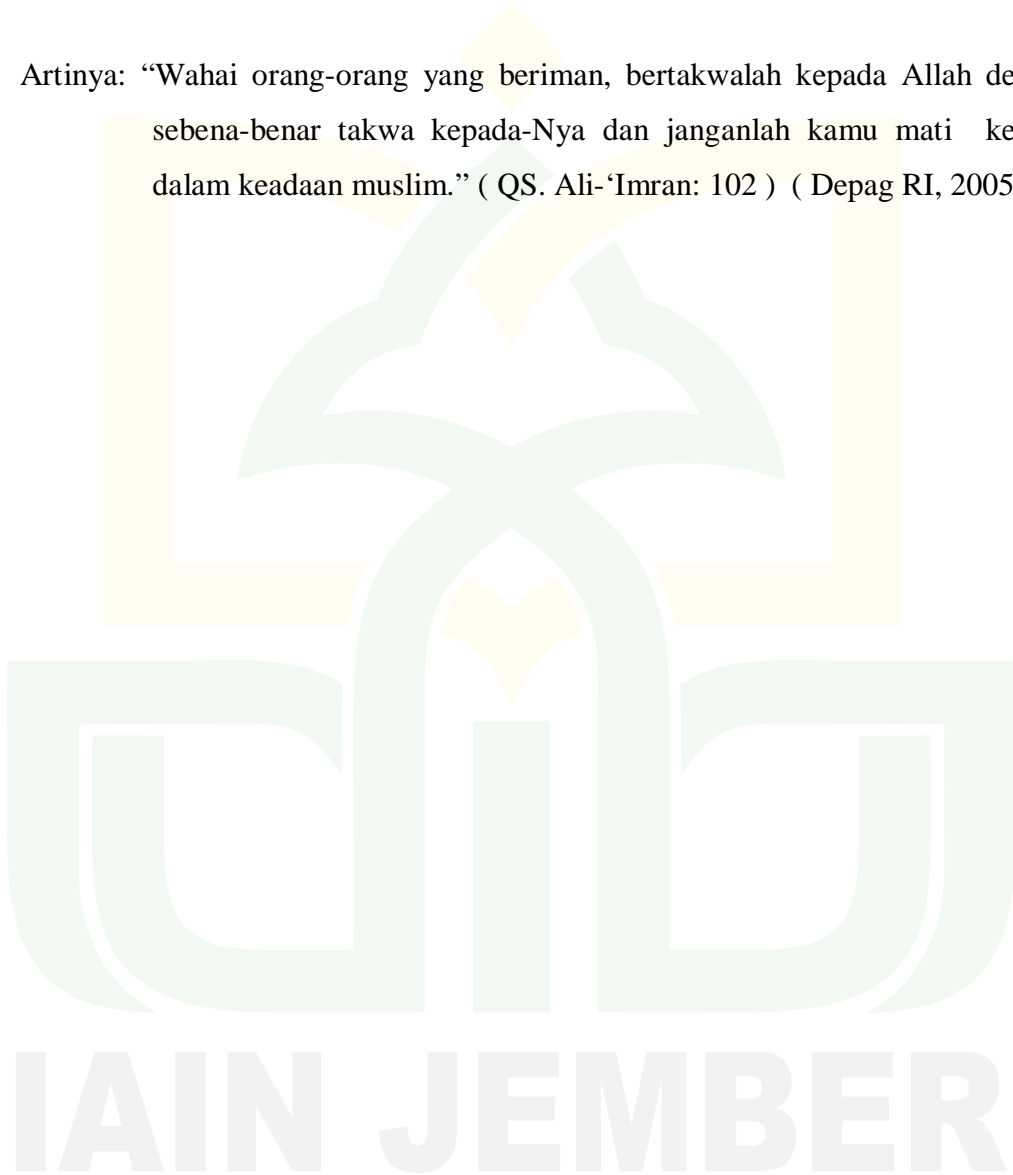 Artinya: “Wahai orang-orang yang beriman, bertakwalah kepada Allah de
sebena-benar takwa kepada-Nya dan janganlah kamu mati ke
dalam keadaan muslim.” ( QS. Ali-‘Imran: 102 ) ( Depag RI, 2005
IAIN JEMBER